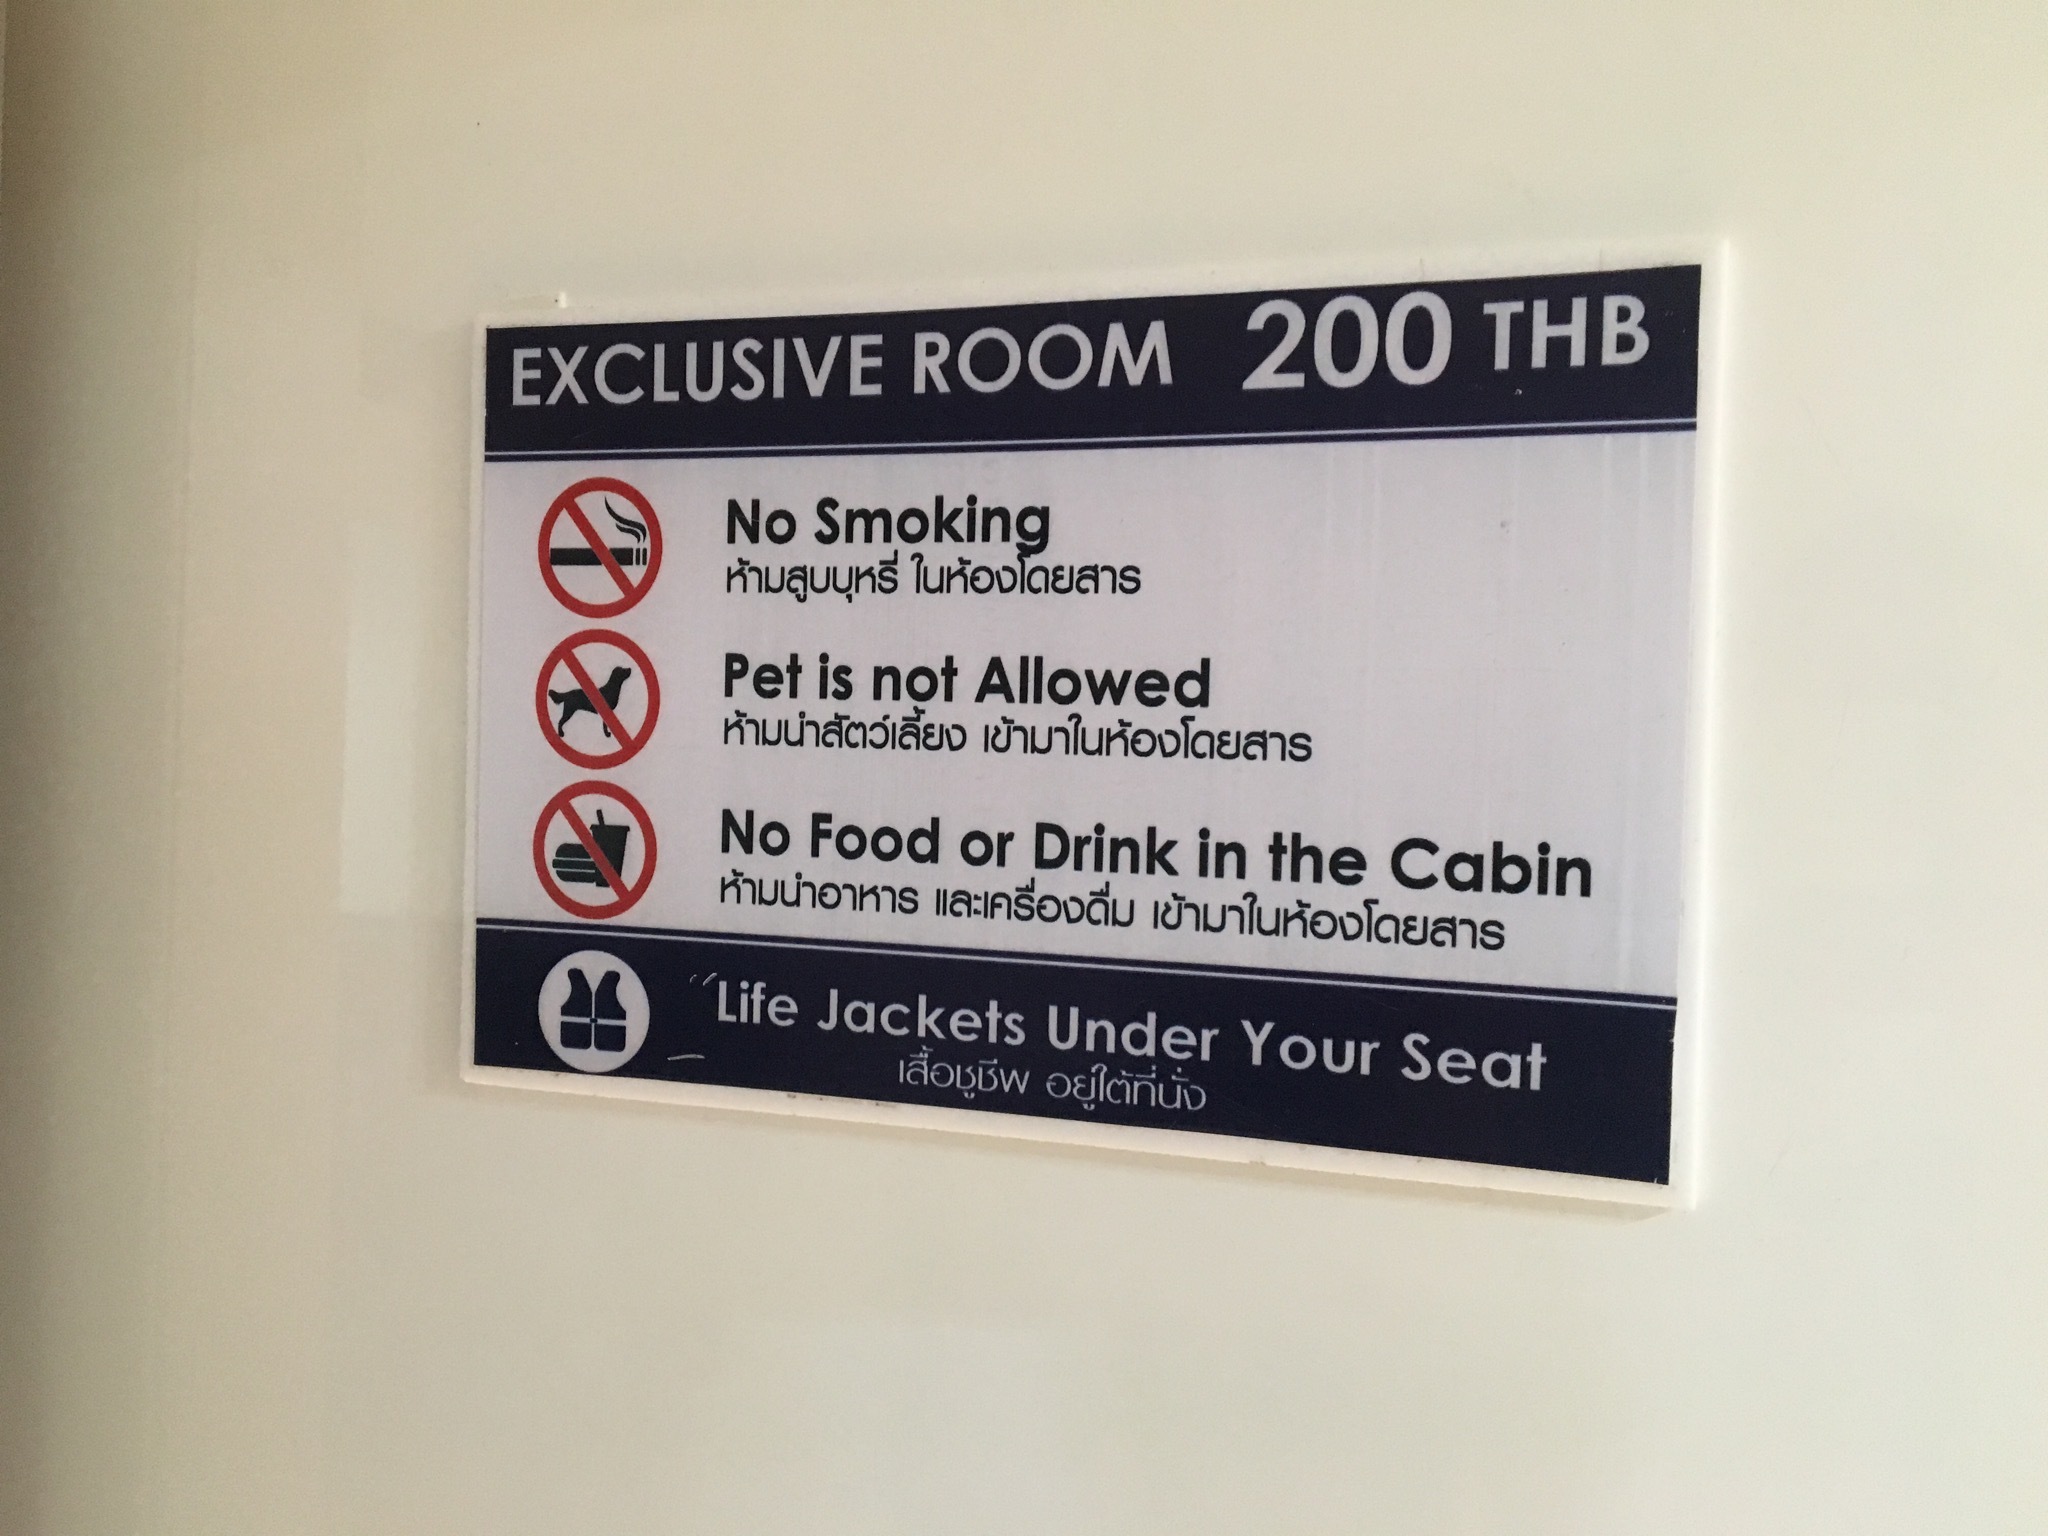 EXCLUSIVE ROOM 200 THB
No Smoking
ห้ามสูบบุหรี่ ในห้องโดยสาร
Pet is not Allowed
ห้ามนำสัตว์เลี้ยง เข้ามาในห้องโดยสาร
No Food or Drink in the Cabin
ห้ามนำอาหาร และเครื่องดื่ม เข้ามาในห้องโดยสาร
"Life Jackets Under Your Seat
เสื้อชูชีพ อยู่ใต้ที่นั่ง